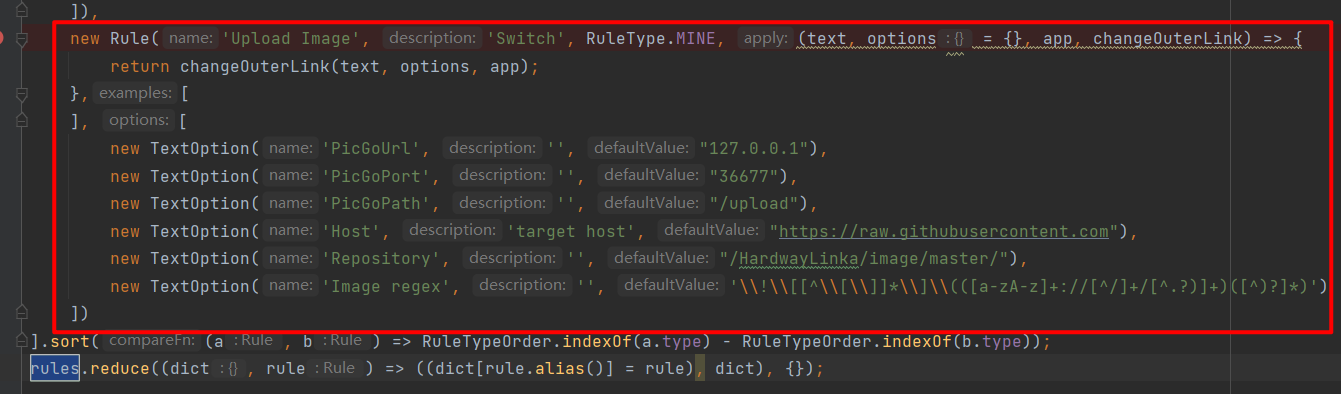 ]),
new Rule( name: 'Upload Image', description: 'Switch', RuleType.MINE, apply: (text, options : {} = {}, app, changeOuterLink) => {
return changeOuterLink(text, options, app);
}, examples: [
], options: [
new TextOption( name: 'PicGoUrl', description: '', defaultValue: "127.0.0.1"),
new TextOption( name: 'PicGoPort', description: '', defaultValue: "36677"),
new TextOption( name: 'PicGoPath', description: '', defaultValue: "/upload"),
new TextOption( name: 'Host', description: 'target host', defaultValue: "https://raw.githubusercontent.com"),
new TextOption( name: 'Repository', description: '', defaultValue: "/HardwayLinka/image/master/"),
new TextOption( name: 'Image regex', description: '', defaultValue: '\\!\\[[^\\[\\]]*\\]\\(([a-zA-z]+://[^/]+/[^.?)]+)([^)?]*)')
])
].sort( compareFn: (a : Rule , b : Rule ) => RuleTypeOrder.indexOf(a.type) - RuleTypeOrder.indexOf(b.type));
rules.reduce((dict : {} , rule : Rule ) => ((dict[rule.alias()] = rule), dict), {});